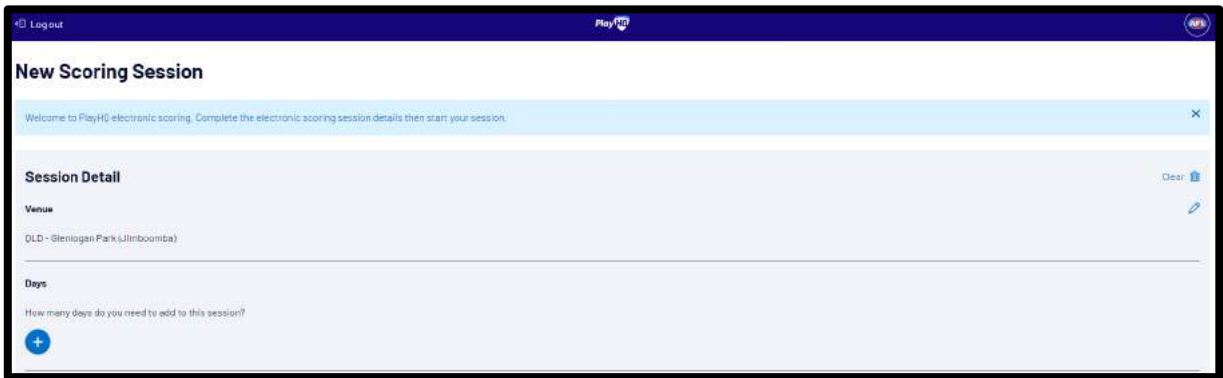 Logout
PlayHQ
AFL
New Scoring Session
Welcome to PlayHQ electronic scoring. Complete the electronic scoring session details then start your session.
Session Detail
Clear
Venue
QLD - Glenlogan Park (Jimboomba)
Days
How many days do you need to add to this session?